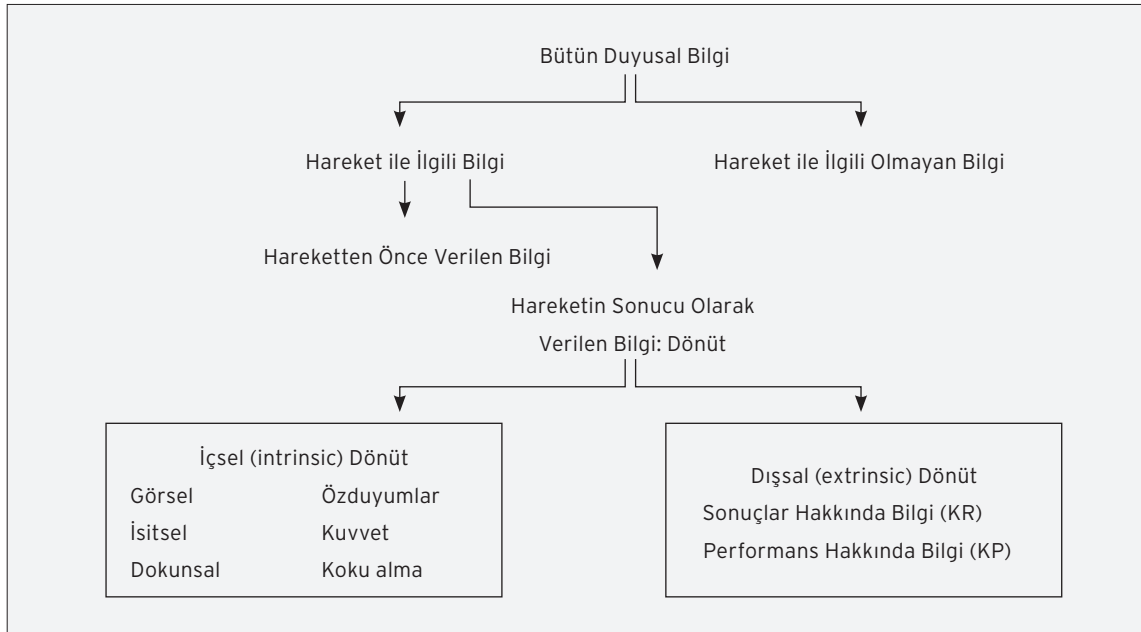 Bütün Duyusal Bilgi
Hareket ile İlgili Bilgi
Hareket ile İlgili Olmayan Bilgi
Hareketten Önce Verilen Bilgi
Hareketin Sonucu Olarak
Verilen Bilgi: Dönüt
İçsel (intrinsic) Dönüt
Görsel Özduyumlar
İsitsel Kuvvet
Dokunsal Koku alma
Dışsal (extrinsic) Dönüt
Sonuçlar Hakkında Bilgi (KR)
Performans Hakkında Bilgi (KP)